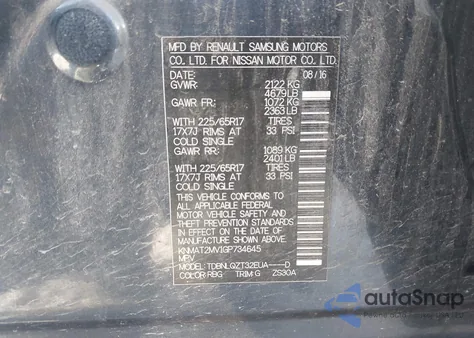 MFD BY RENAULT SAMSUNG MOTORS
CO. LTD. FOR NISSAN MOTOR CO. LTD.
DATE: 08/16
GVWR: 2122 KG
4679 LB
GAWR FR: 1072 KG
2363 LB
WITH 225/65R17 TIRES
17X7J RIMS AT 33 PSI
COLD SINGLE
GAWR RR: 1089 KG
2401 LB
WITH 225/65R17 TIRES
17X7J RIMS AT 33 PSI
COLD SINGLE
THIS VEHICLE CONFORMS TO
ALL APPLICABLE U.S. FEDERAL
MOTOR VEHICLE SAFETY AND
THEFT PREVENTION STANDARDS
IN EFFECT ON THE DATE OF
MANUFACTURE SHOWN ABOVE.
KNMAT2MV1GP734645
MPV
MODEL: TDBNLQZT32EUA----D
COLOR: RBG TRIM: G ZS30A
autoSnap